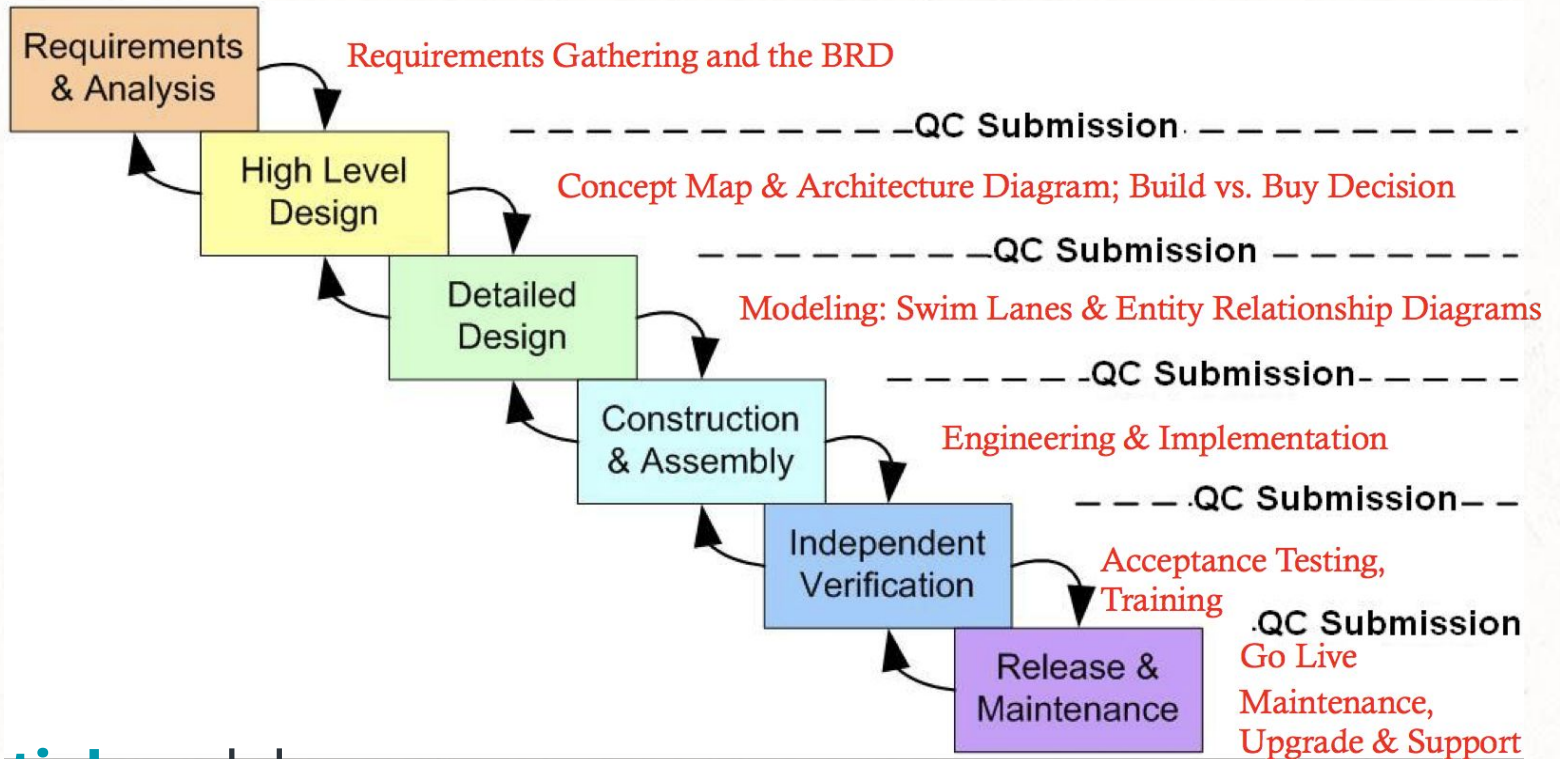 Requirements
& Analysis
Requirements Gathering and the BRD
QC Submission
High Level
Design
Concept Map & Architecture Diagram; Build vs. Buy Decision
QC Submission
Detailed
Design
Modeling: Swim Lanes & Entity Relationship Diagrams
QC Submission
Construction
& Assembly
Engineering & Implementation
QC Submission
Independent
Verification
Acceptance Testing,
Training
QC Submission
Release &
Maintenance
Go Live
Maintenance,
Upgrade & Support